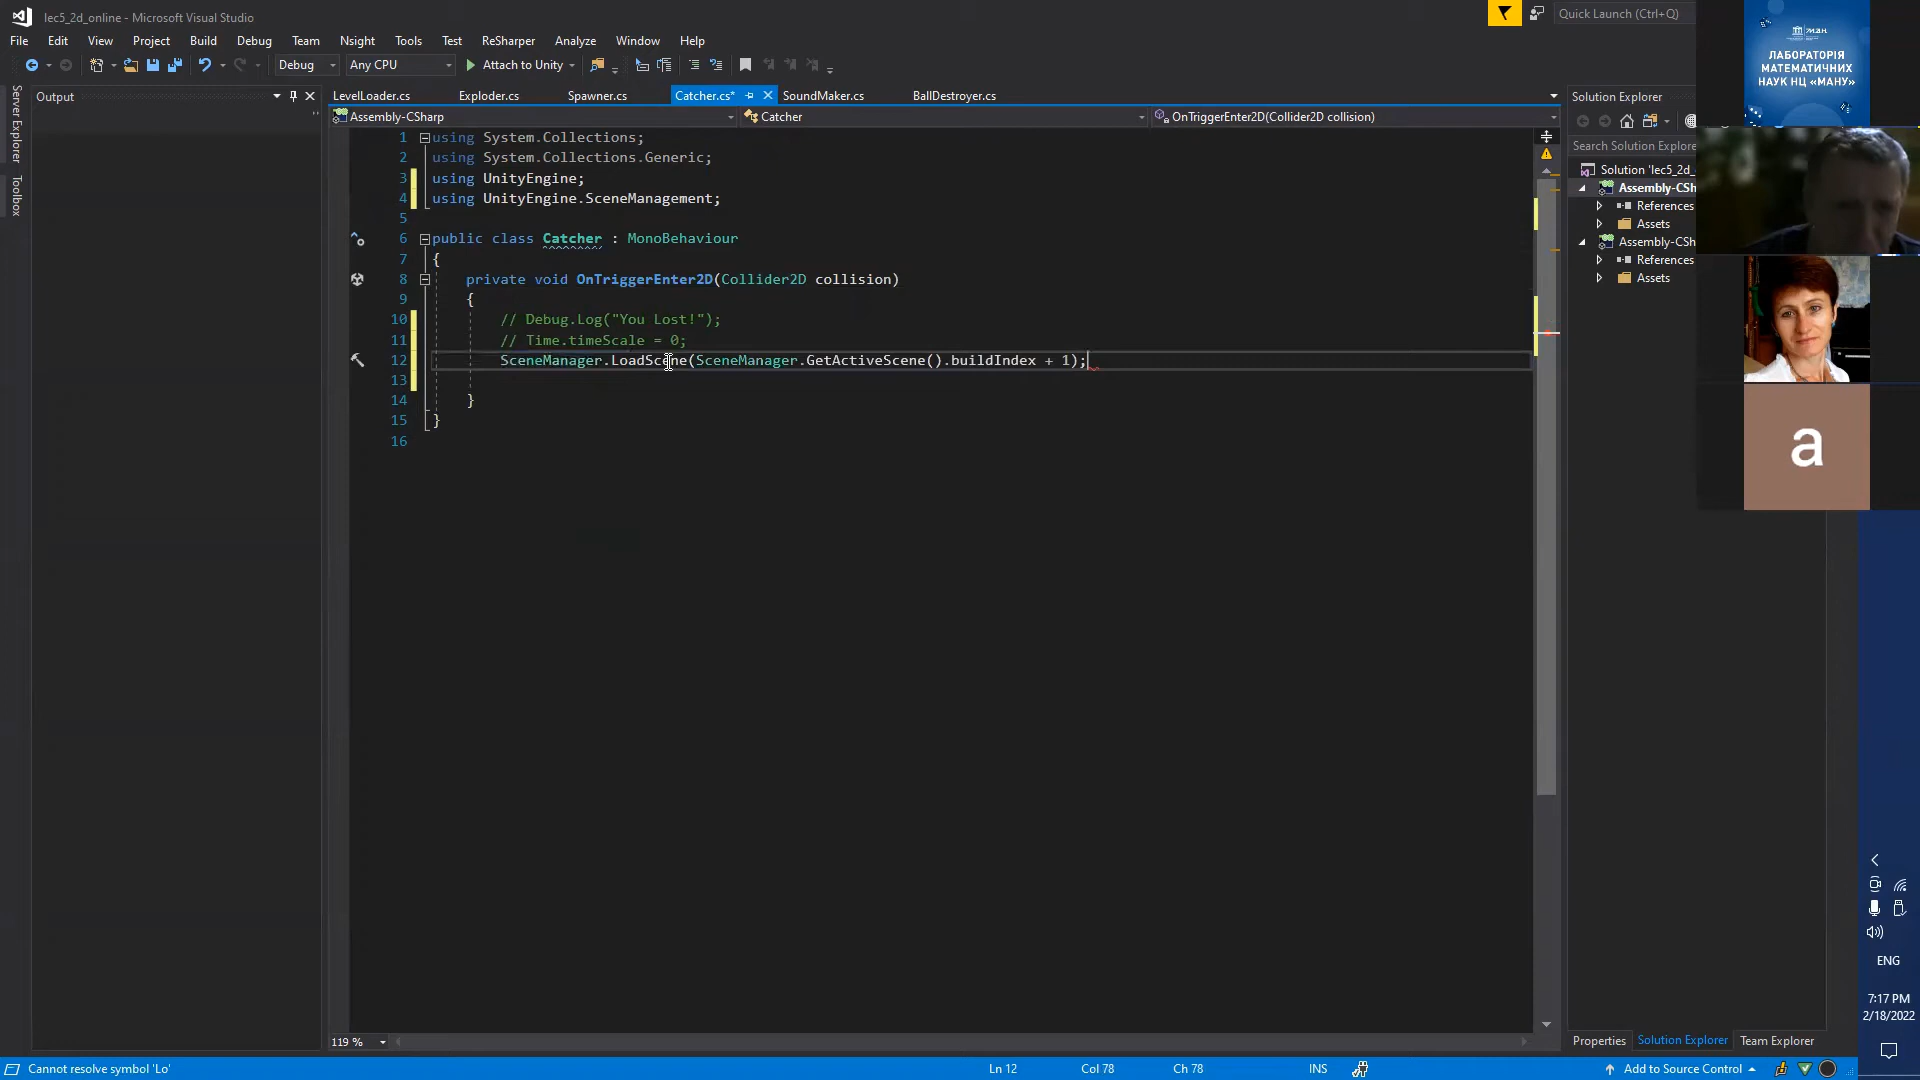 lec5_2d_online - Microsoft Visual Studio
Quick Launch (Ctrl+Q)
File Edit View Project Build Debug Team Nsight Tools Test ReSharper Analyze Window Help
Debug Any CPU Attach to Unity
Server Explorer
Toolbox
Output
LevelLoader.cs Exploder.cs Spawner.cs Catcher.cs* SoundMaker.cs BallDestroyer.cs
Assembly-CSharp Catcher OnTriggerEnter2D(Collider2D collision)
1 using System.Collections;
2 using System.Collections.Generic;
3 using UnityEngine;
4 using UnityEngine.SceneManagement;
5
6 public class Catcher : MonoBehaviour
7 {
8 private void OnTriggerEnter2D(Collider2D collision)
9 {
10 // Debug.Log("You Lost!");
11 // Time.timeScale = 0;
12 SceneManager.LoadScene(SceneManager.GetActiveScene().buildIndex + 1);
13
14 }
15 }
16
119 %
Solution Explorer
Search Solution Explore
Solution 'lec5_2d_
Assembly-CSh
References
Assets
Assembly-CSh
References
Assets
Properties Solution Explorer Team Explorer
ЛАБОРАТОРІЯ
МАТЕМАТИЧНИХ
НАУК НЦ «МАНУ»
a
ENG
7:17 PM
2/18/2022
Cannot resolve symbol 'Lo' Ln 12 Col 78 Ch 78 INS Add to Source Control